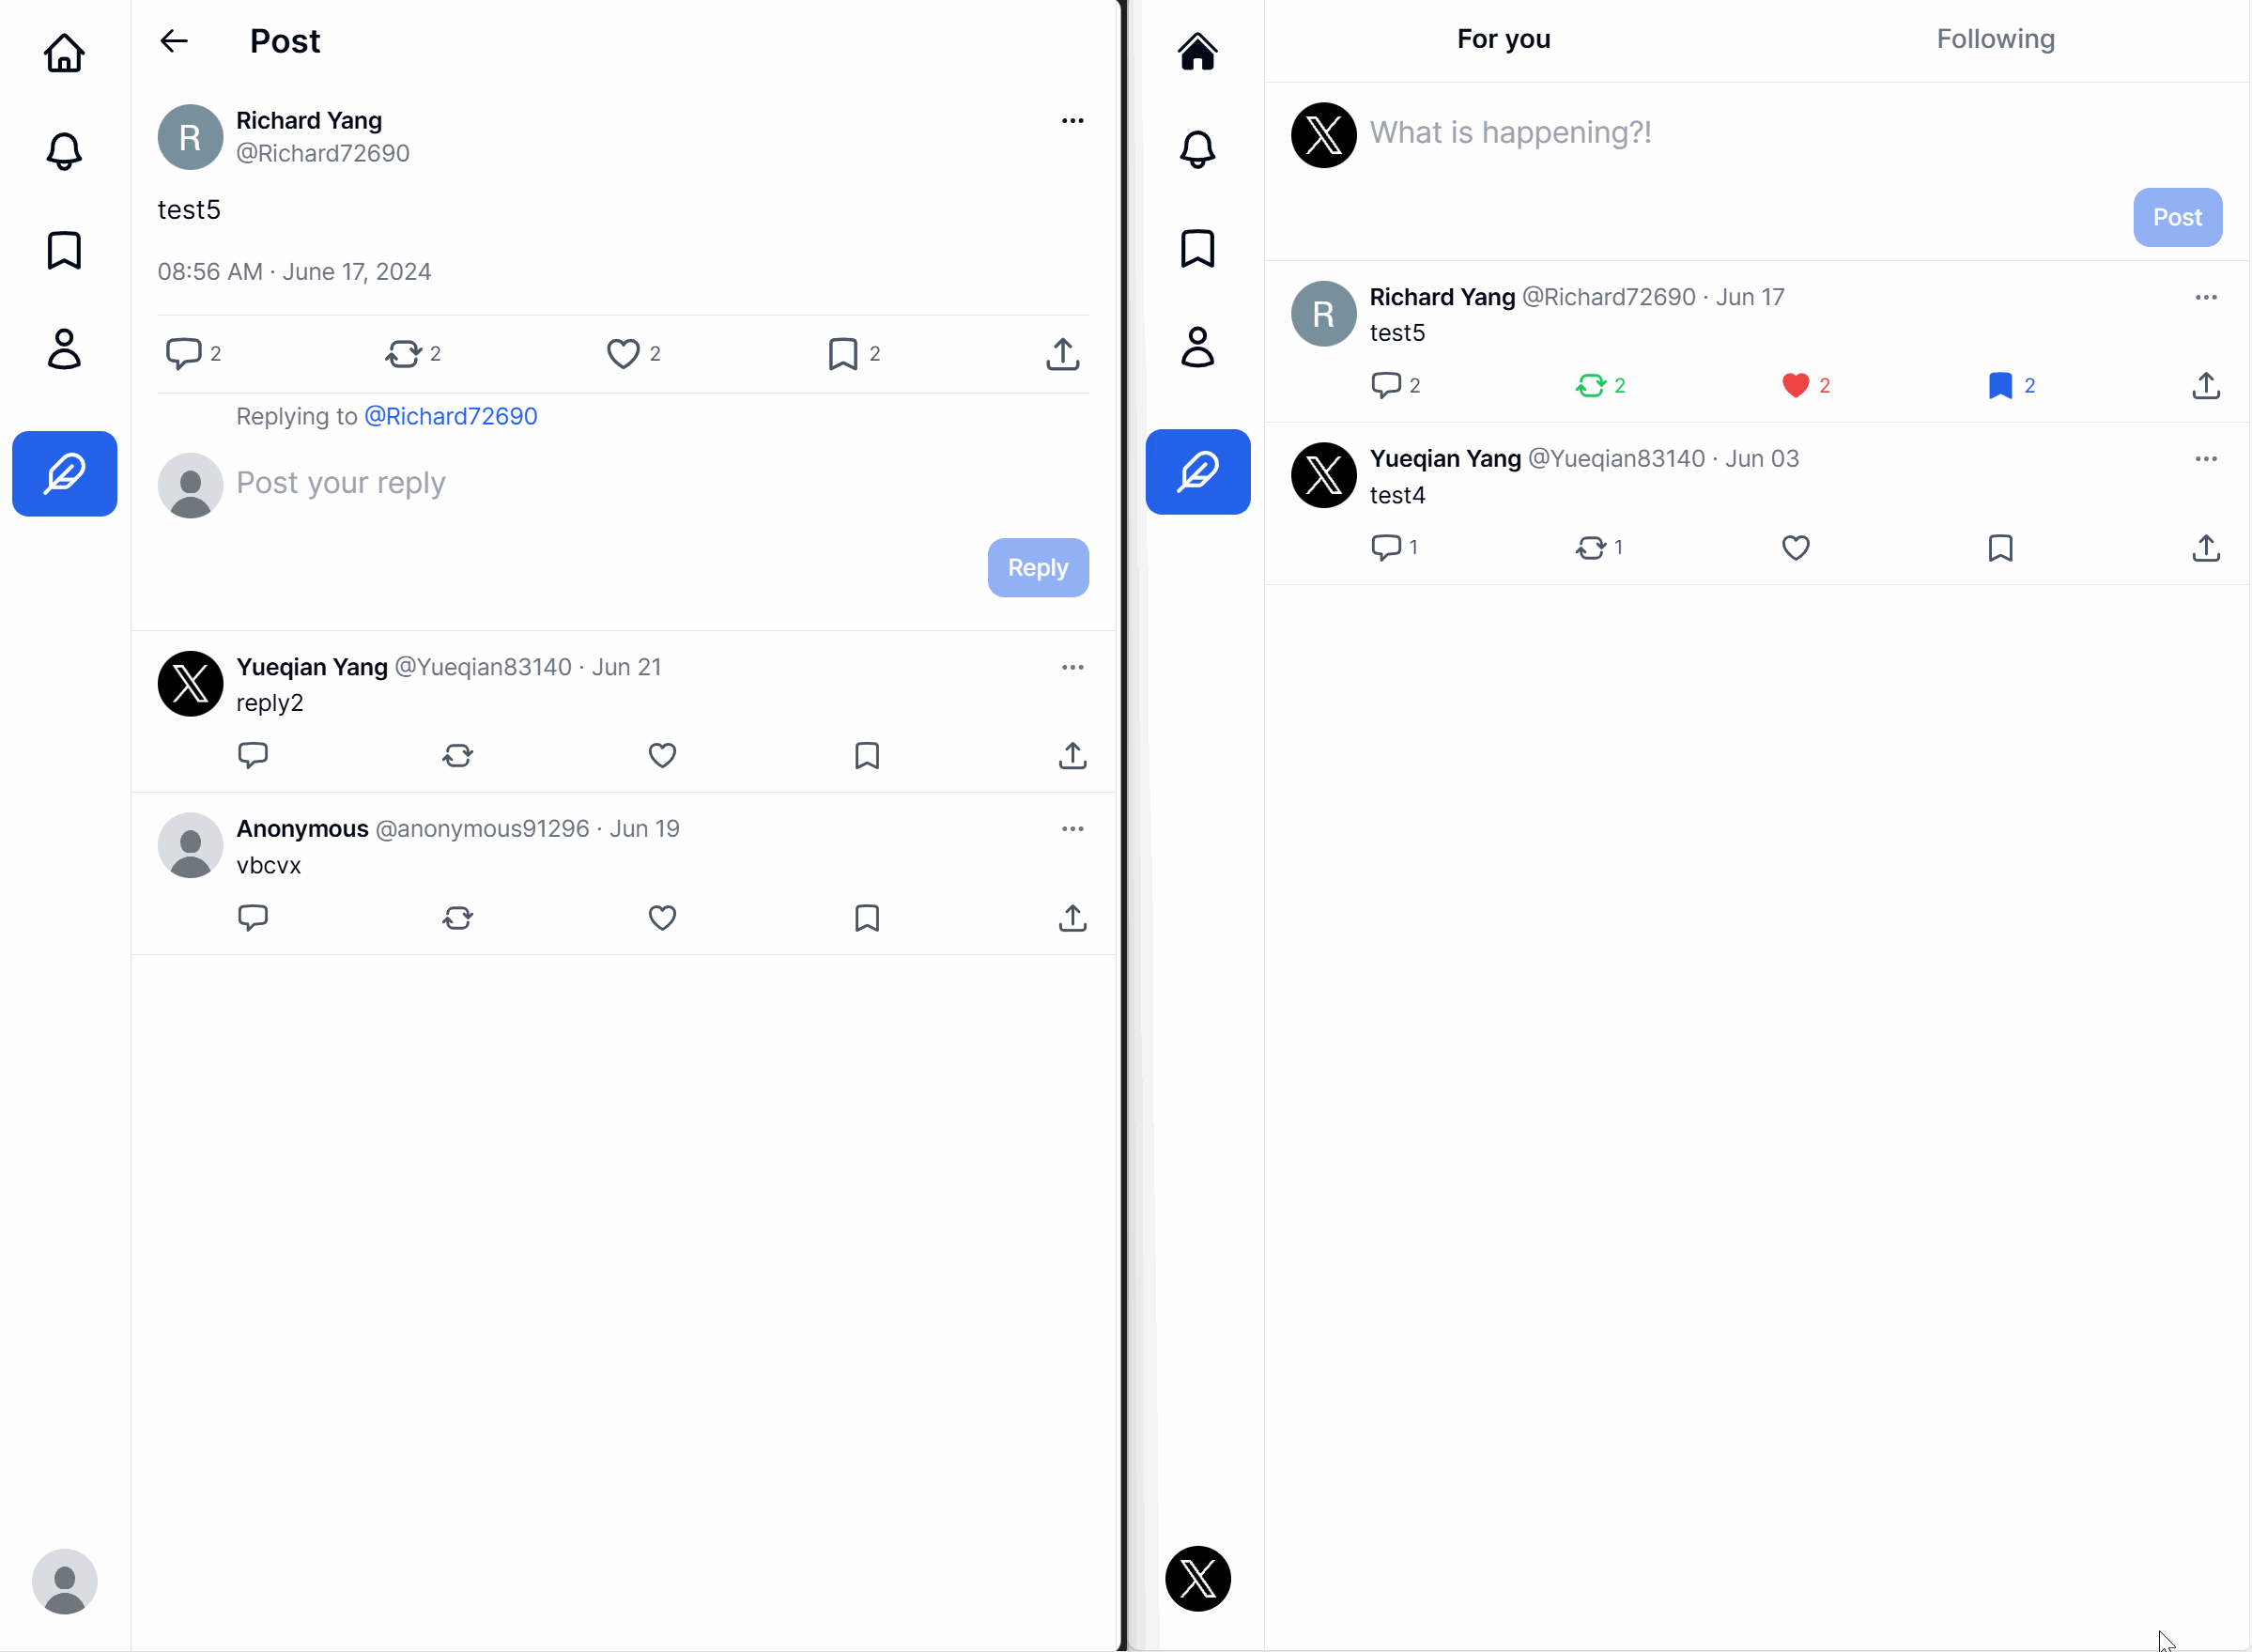 Post
R
Richard Yang
@Richard72690
test5
08:56 AM · June 17, 2024
2
2
2
2
Replying to @Richard72690
Post your reply
Reply
X
Yueqian Yang @Yueqian83140 · Jun 21
reply2
Anonymous @anonymous91296 · Jun 19
vbcvx
For you
Following
X
What is happening?!
Post
R
Richard Yang @Richard72690 · Jun 17
test5
2
2
2
2
X
Yueqian Yang @Yueqian83140 · Jun 03
test4
1
1
X